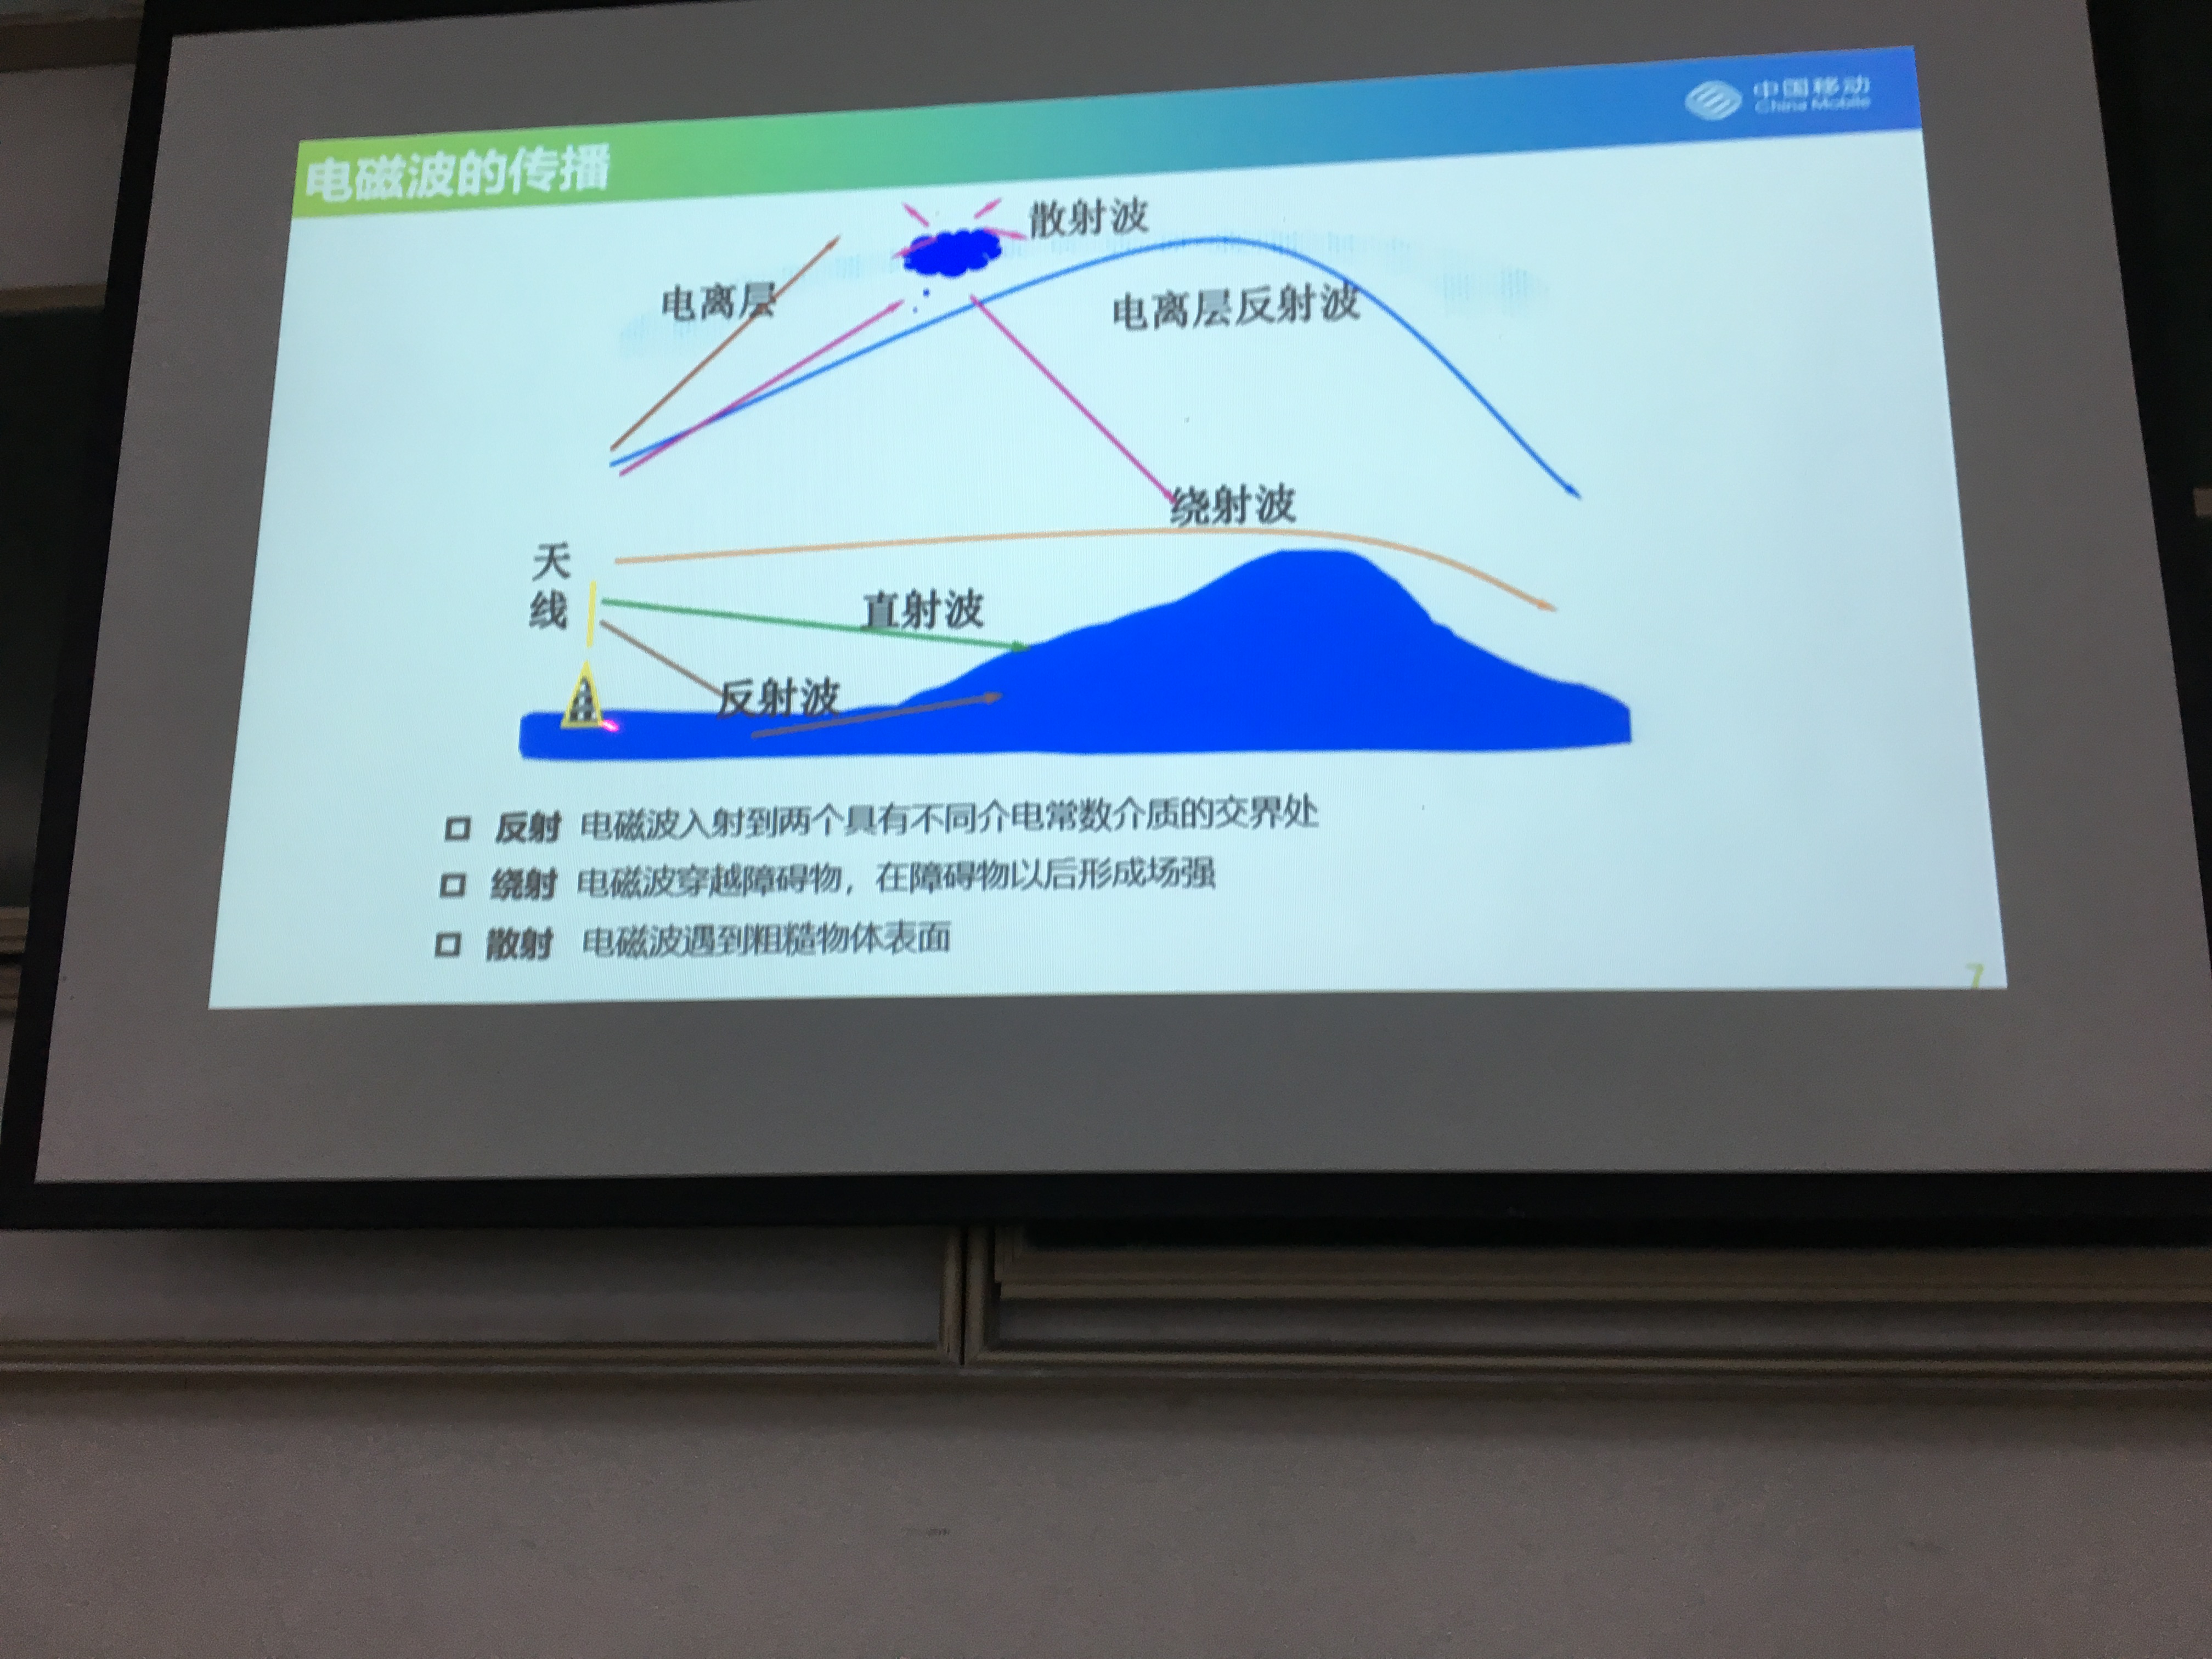 中国移动
China Mobile
电磁波的传播
散射波
电离层
电离层反射波
绕射波
天
线
直射波
反射波
反射 电磁波入射到两个具有不同介电常数介质的交界处
绕射 电磁波穿越障碍物，在障碍物以后形成场强
散射 电磁波遇到粗糙物体表面
7